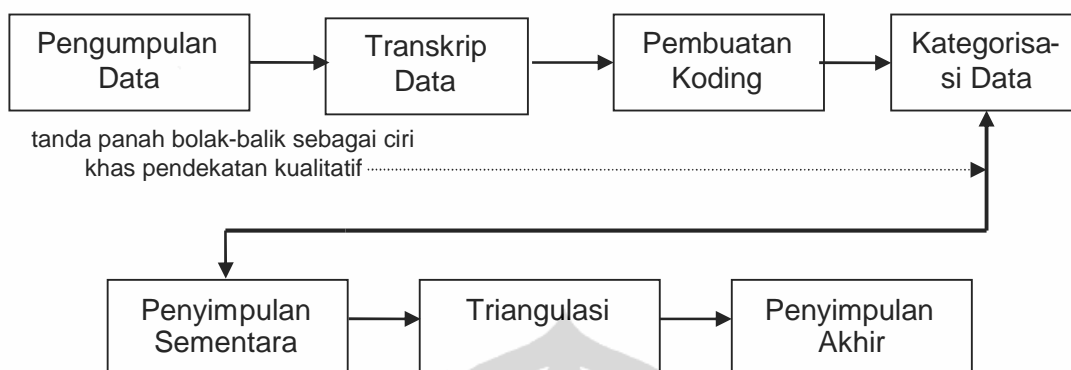 Pengumpulan
Data
Transkrip
Data
Pembuatan
Koding
Kategorisa-
si Data
tanda panah bolak-balik sebagai ciri
khas pendekatan kualitatif
Penyimpulan
Sementara
Triangulasi
Penyimpulan
Akhir